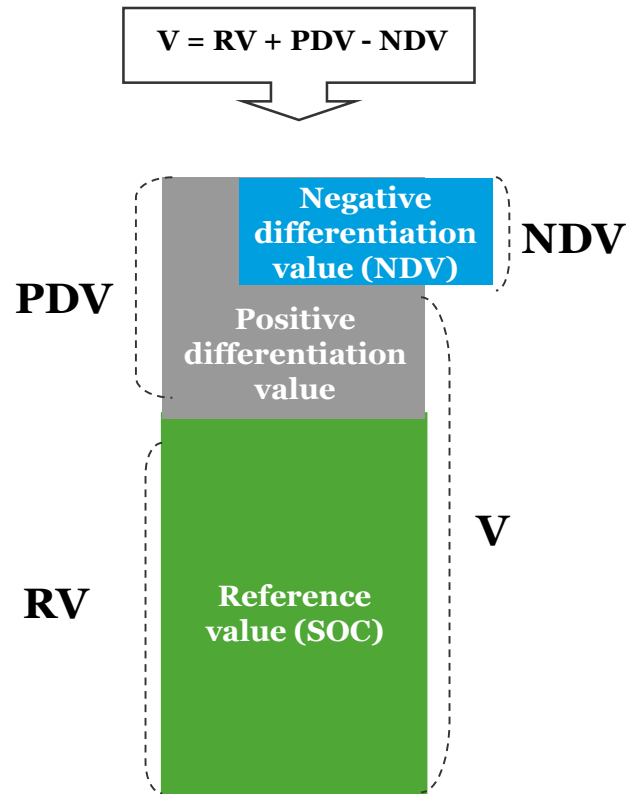 V = RV + PDV - NDV
Negative
differentiation
value (NDV)
NDV
PDV
Positive
differentiation
value
V
RV
Reference
value (SOC)